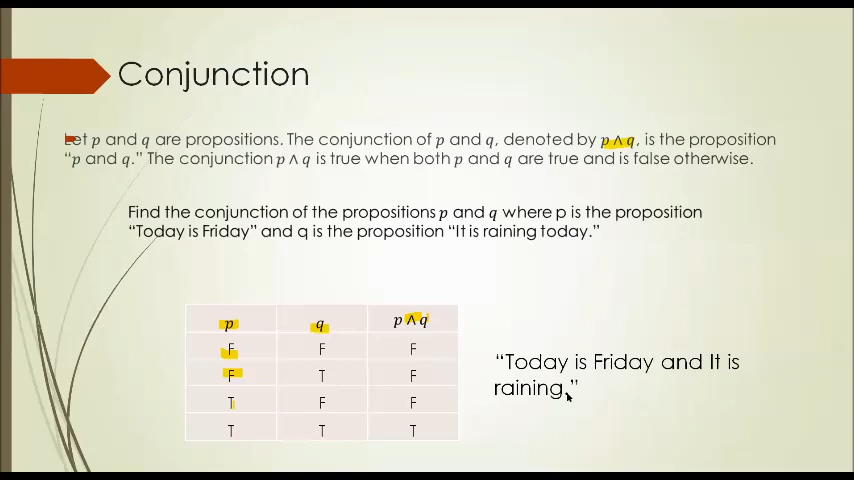 Conjunction
Let p and q are propositions. The conjunction of p and q, denoted by p ∧ q, is the proposition
“p and q.” The conjunction p ∧ q is true when both p and q are true and is false otherwise.
Find the conjunction of the propositions p and q where p is the proposition
“Today is Friday” and q is the proposition “It is raining today.”
p q p ∧ q
F F F
F T F
T F F
T T T
“Today is Friday and It is
raining.”